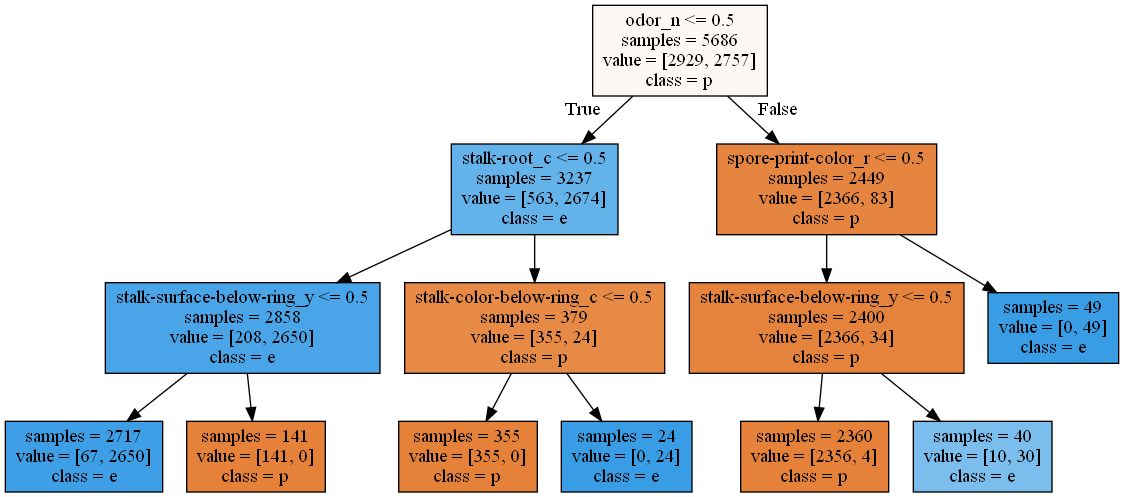 odor_n <= 0.5
samples = 5686
value = [2929, 2757]
class = p
True
False
stalk-root_c <= 0.5
samples = 3237
value = [563, 2674]
class = e
spore-print-color_r <= 0.5
samples = 2449
value = [2366, 83]
class = p
stalk-surface-below-ring_y <= 0.5
samples = 2858
value = [208, 2650]
class = e
stalk-color-below-ring_c <= 0.5
samples = 379
value = [355, 24]
class = p
stalk-surface-below-ring_y <= 0.5
samples = 2400
value = [2366, 34]
class = p
samples = 49
value = [0, 49]
class = e
samples = 2717
value = [67, 2650]
class = e
samples = 141
value = [141, 0]
class = p
samples = 355
value = [355, 0]
class = p
samples = 24
value = [0, 24]
class = e
samples = 2360
value = [2356, 4]
class = p
samples = 40
value = [10, 30]
class = e